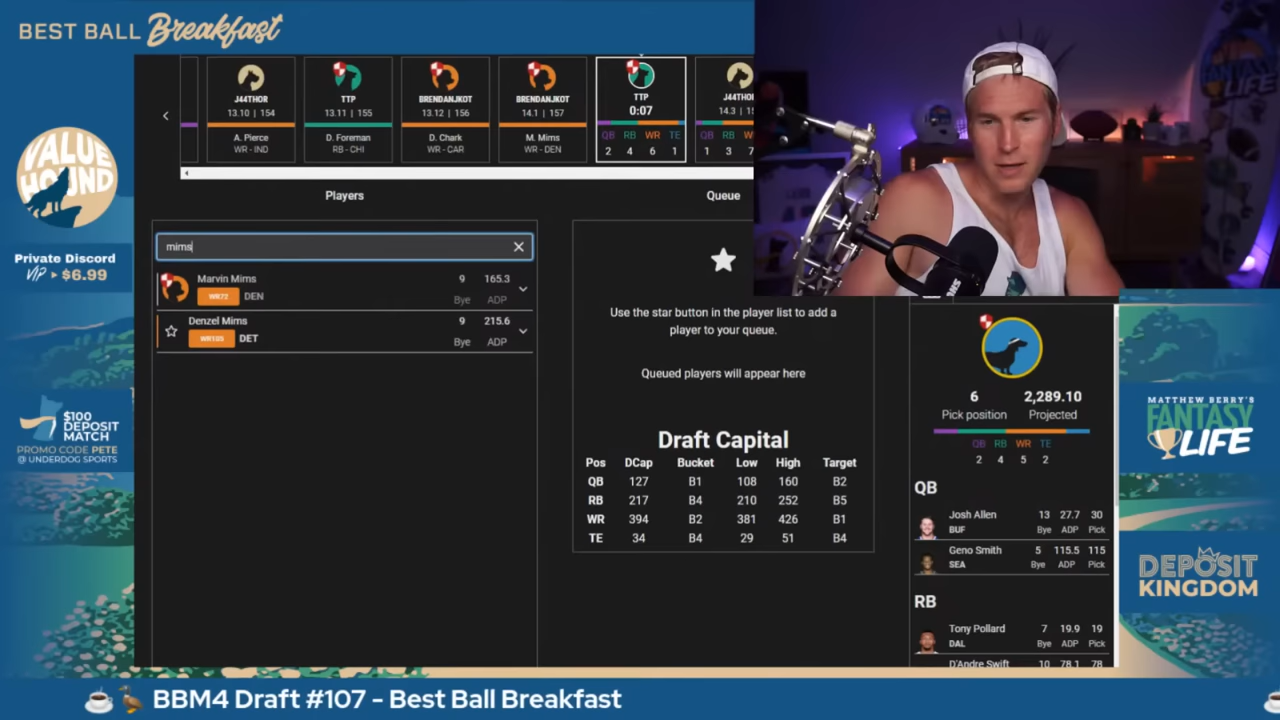 BEST BALL Breakfast
J44THOR
13.10 | 154
A. Pierce
WR - IND
TTP
13.11 | 155
D. Foreman
RB - CHI
BRENDANJKOT
13.12 | 156
D. Chark
WR - CAR
BRENDANJKOT
14.1 | 157
M. Mims
WR - DEN
TTP
0:07
QB RB WR TE
2 4 6 1
J44THOR
QB RB
1 3
VALUE
HOUND
Private Discord
VIP ▸ $6.99
$100
DEPOSIT
MATCH
PROMO CODE PETE
@ UNDERDOG SPORTS
Players
mims
Marvin Mims 9 165.3
WR72 DEN Bye ADP
Denzel Mims 9 215.6
DET Bye ADP
Queue
Use the star button in the player list to add a
player to your queue.
Queued players will appear here
Draft Capital
Pos DCap Bucket Low High Target
QB 127 B1 108 160 B2
RB 217 B4 210 252 B5
WR 394 B2 381 426 B1
TE 34 B4 29 51 B4
6 2,289.10
Pick position Projected
QB RB WR TE
2 4 5 2
QB
Josh Allen 13 27.7 30
BUF Bye ADP Pick
Geno Smith 5 115.5 115
SEA Bye ADP Pick
RB
Tony Pollard 7 19.9 19
DAL Bye ADP Pick
D'Andre Swift 10 78.1 78
MATTHEW BERRY'S
FANTASY
LIFE
DEPOSIT
KINGDOM
BBM4 Draft #107 - Best Ball Breakfast